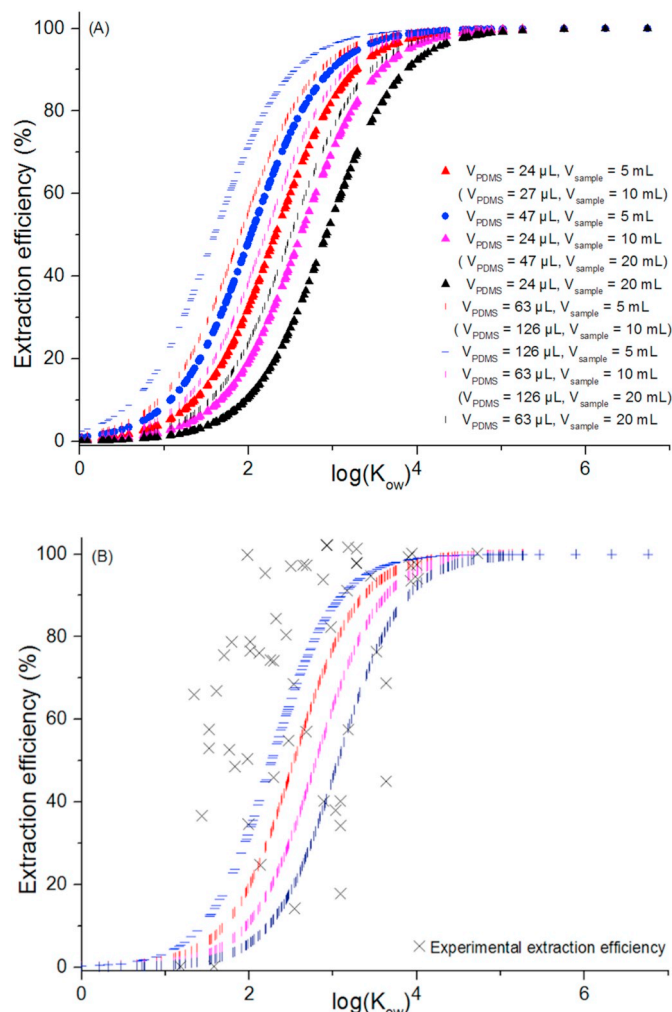 (A)
100
80
60
40
20
0
Extraction efficiency (%)
V_PDMS = 24 µL, V_sample = 5 mL
( V_PDMS = 27 µL, V_sample = 10 mL)
V_PDMS = 47 µL, V_sample = 5 mL
V_PDMS = 24 µL, V_sample = 10 mL
( V_PDMS = 47 µL, V_sample = 20 mL)
V_PDMS = 24 µL, V_sample = 20 mL
V_PDMS = 63 µL, V_sample = 5 mL
( V_PDMS = 126 µL, V_sample = 10 mL)
V_PDMS = 126 µL, V_sample = 5 mL
V_PDMS = 63 µL, V_sample = 10 mL
(V_PDMS = 126 µL, V_sample = 20 mL)
V_PDMS = 63 µL, V_sample = 20 mL
0 2 4 6
log(K_ow)
(B)
100
80
60
40
20
0
Extraction efficiency (%)
Experimental extraction efficiency
0 2 4 6
log(K_ow)